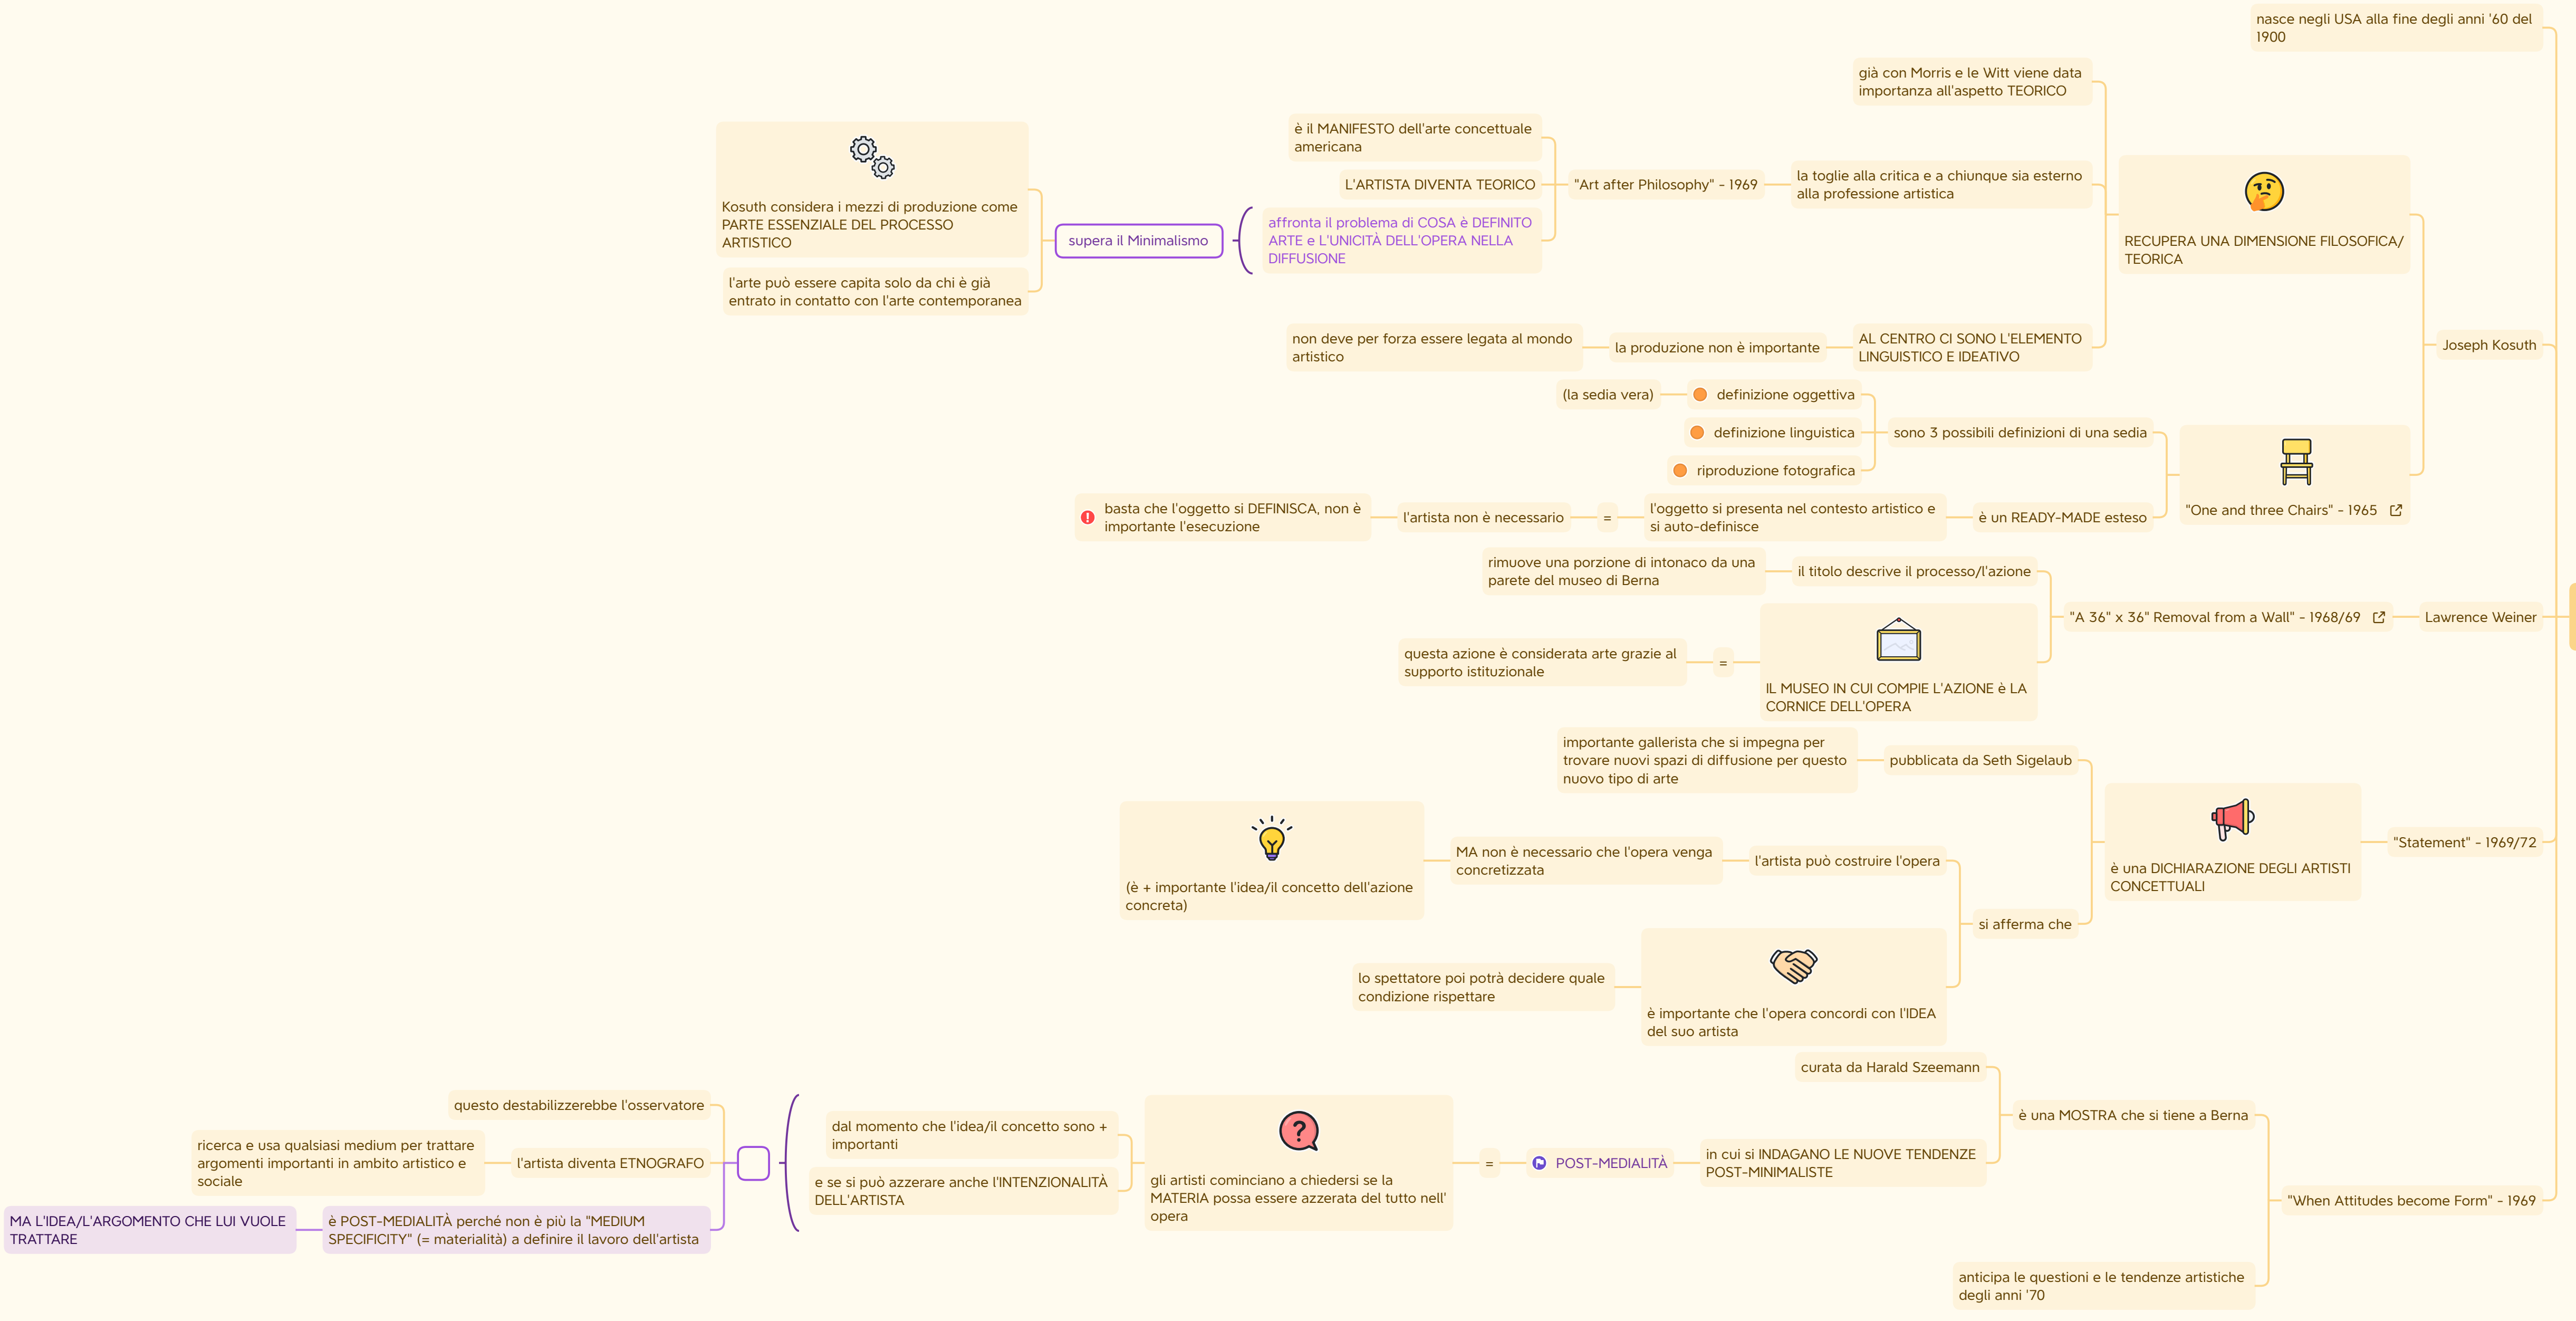 nasce negli USA alla fine degli anni '60 del
1900
Joseph Kosuth
RECUPERA UNA DIMENSIONE FILOSOFICA/
TEORICA
già con Morris e le Witt viene data
importanza all'aspetto TEORICO
la toglie alla critica e a chiunque sia esterno
alla professione artistica
"Art after Philosophy" - 1969
è il MANIFESTO dell'arte concettuale
americana
L'ARTISTA DIVENTA TEORICO
affronta il problema di COSA è DEFINITO
ARTE e L'UNICITÀ DELL'OPERA NELLA
DIFFUSIONE
supera il Minimalismo
Kosuth considera i mezzi di produzione come
PARTE ESSENZIALE DEL PROCESSO
ARTISTICO
l'arte può essere capita solo da chi è già
entrato in contatto con l'arte contemporanea
AL CENTRO CI SONO L'ELEMENTO
LINGUISTICO E IDEATIVO
la produzione non è importante
non deve per forza essere legata al mondo
artistico
"One and three Chairs" - 1965
sono 3 possibili definizioni di una sedia
definizione oggettiva
(la sedia vera)
definizione linguistica
riproduzione fotografica
è un READY-MADE esteso
l'oggetto si presenta nel contesto artistico e
si auto-definisce
=
l'artista non è necessario
basta che l'oggetto si DEFINISCA, non è
importante l'esecuzione
Lawrence Weiner
"A 36" x 36" Removal from a Wall" - 1968/69
il titolo descrive il processo/l'azione
rimuove una porzione di intonaco da una
parete del museo di Berna
IL MUSEO IN CUI COMPIE L'AZIONE è LA
CORNICE DELL'OPERA
=
questa azione è considerata arte grazie al
supporto istituzionale
"Statement" - 1969/72
è una DICHIARAZIONE DEGLI ARTISTI
CONCETTUALI
pubblicata da Seth Sigelaub
importante gallerista che si impegna per
trovare nuovi spazi di diffusione per questo
nuovo tipo di arte
si afferma che
l'artista può costruire l'opera
MA non è necessario che l'opera venga
concretizzata
(è + importante l'idea/il concetto dell'azione
concreta)
è importante che l'opera concordi con l'IDEA
del suo artista
lo spettatore poi potrà decidere quale
condizione rispettare
"When Attitudes become Form" - 1969
è una MOSTRA che si tiene a Berna
curata da Harald Szeemann
in cui si INDAGANO LE NUOVE TENDENZE
POST-MINIMALISTE
POST-MEDIALITÀ
=
gli artisti cominciano a chiedersi se la
MATERIA possa essere azzerata del tutto nell'
opera
dal momento che l'idea/il concetto sono +
importanti
e se si può azzerare anche l'INTENZIONALITÀ
DELL'ARTISTA
questo destabilizzerebbe l'osservatore
l'artista diventa ETNOGRAFO
ricerca e usa qualsiasi medium per trattare
argomenti importanti in ambito artistico e
sociale
è POST-MEDIALITÀ perché non è più la "MEDIUM
SPECIFICITY" (= materialità) a definire il lavoro dell'artista
MA L'IDEA/L'ARGOMENTO CHE LUI VUOLE
TRATTARE
anticipa le questioni e le tendenze artistiche
degli anni '70